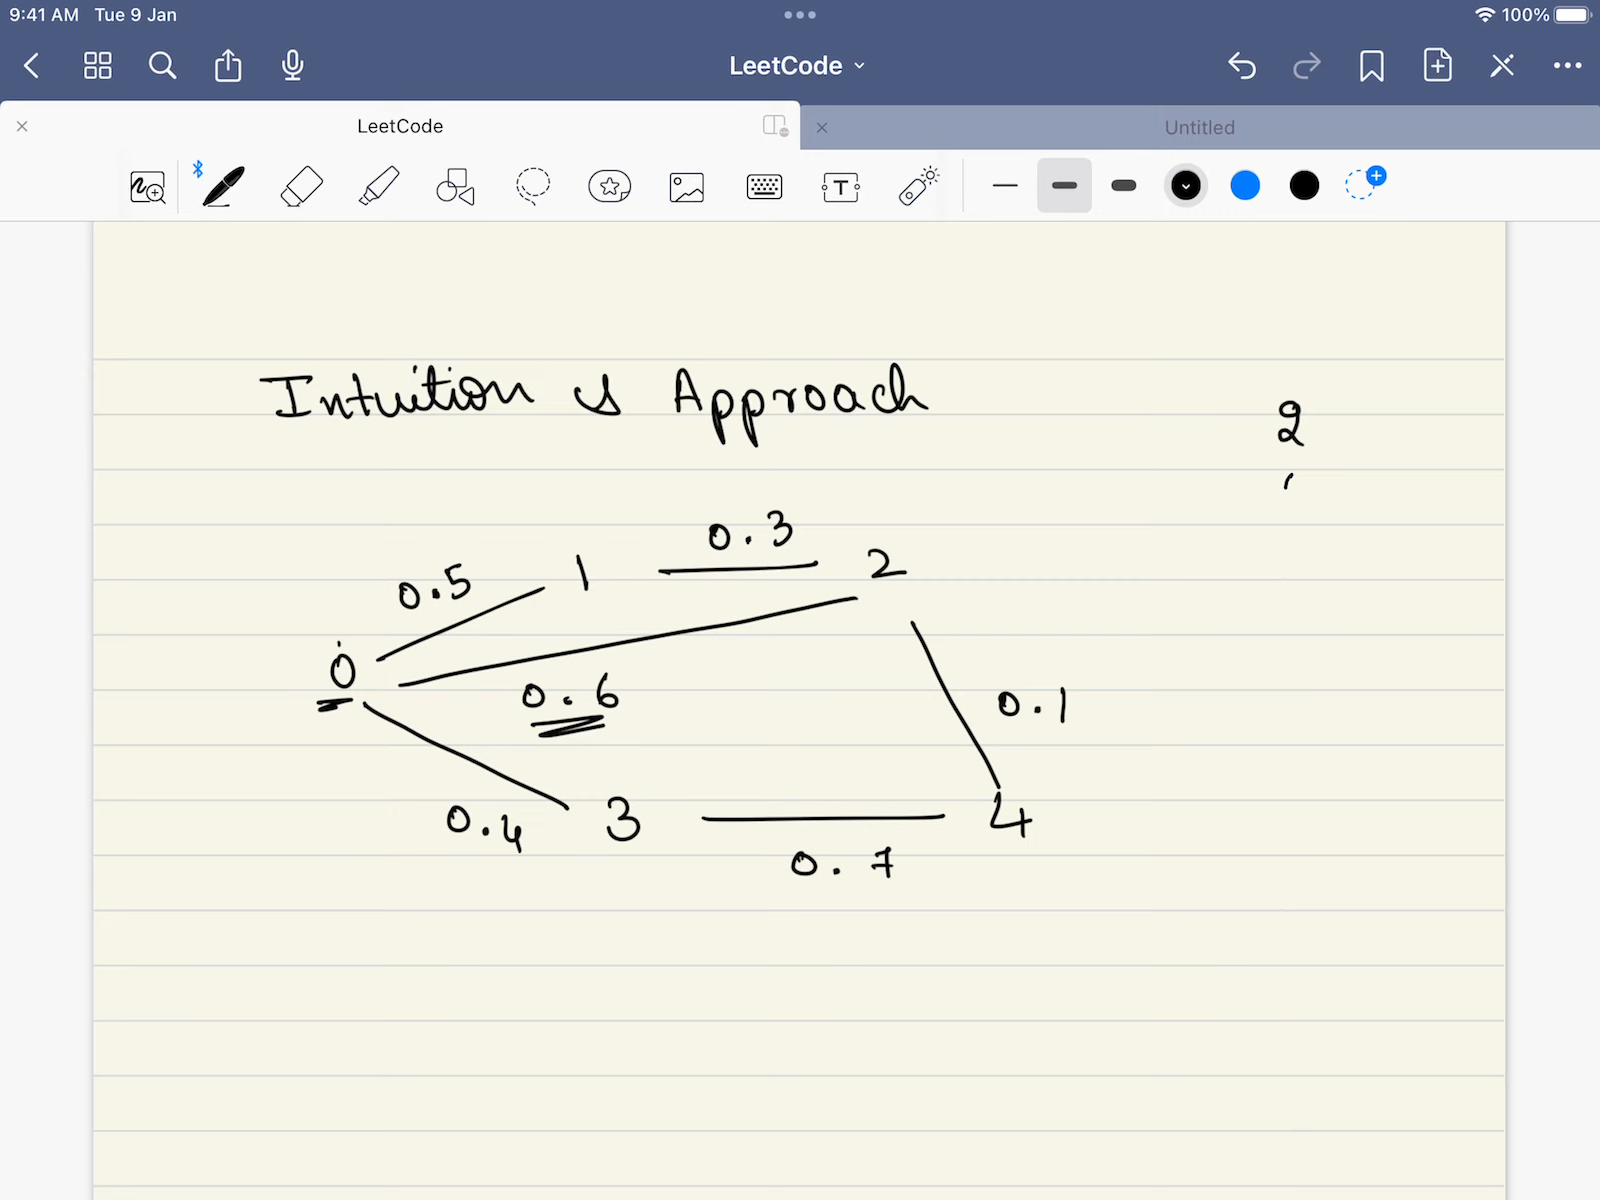 9:41 AM Tue 9 Jan
100%
LeetCode
LeetCode
Untitled
T
Intuition & Approach
2
0.3
0.5 1 2
0
0.6
0.1
0.4 3 4
0.7